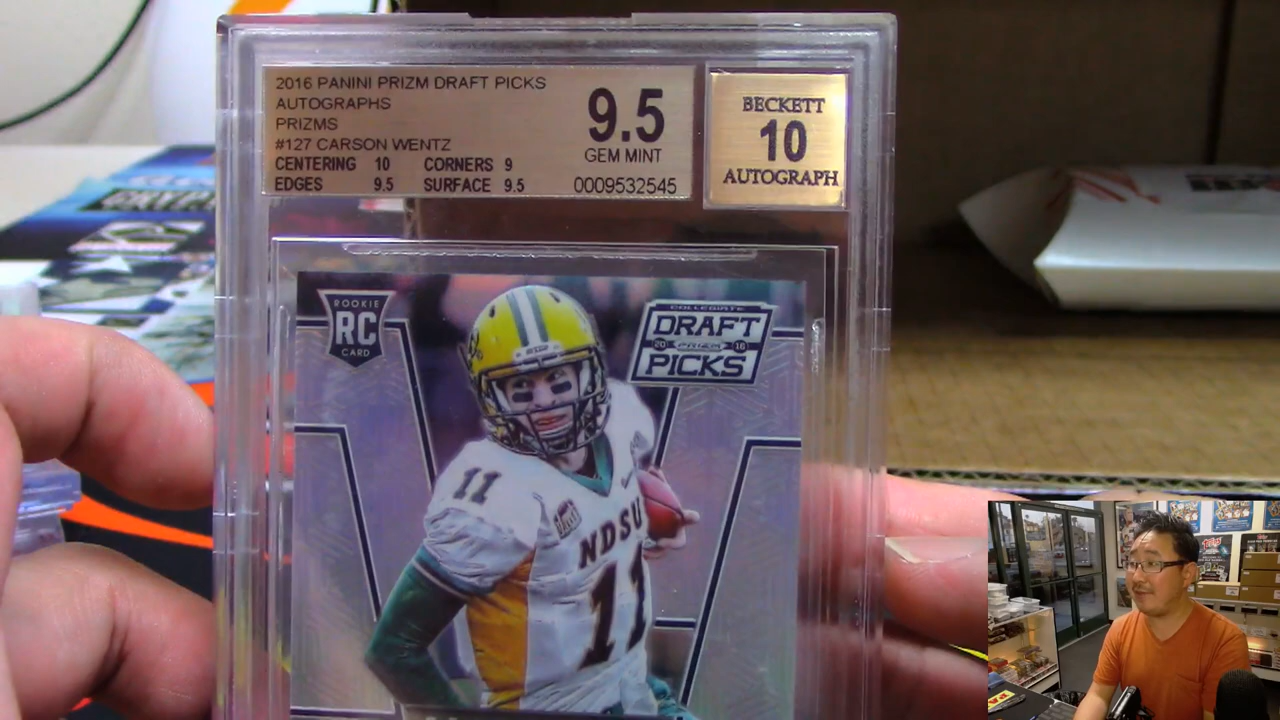 2016 PANINI PRIZM DRAFT PICKS
AUTOGRAPHS
PRIZMS
#127 CARSON WENTZ
CENTERING 10 CORNERS 9
EDGES 9.5 SURFACE 9.5
9.5
GEM MINT
0009532545
BECKETT
10
AUTOGRAPH
ROOKIE
RC
CARD
COLLEGIATE
DRAFT
20 PRIZM 16
PICKS
11
NDSU
11